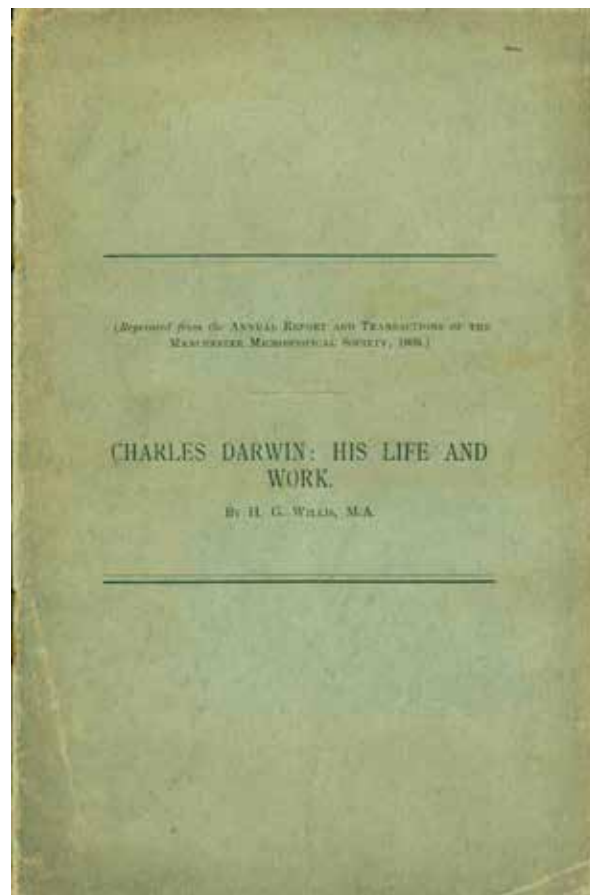 (Reprinted from the ANNUAL REPORT AND TRANSACTIONS OF THE
MANCHESTER MICROSCOPICAL SOCIETY, 1909.)
CHARLES DARWIN: HIS LIFE AND
WORK.
BY H. G. WILLIS, M.A.